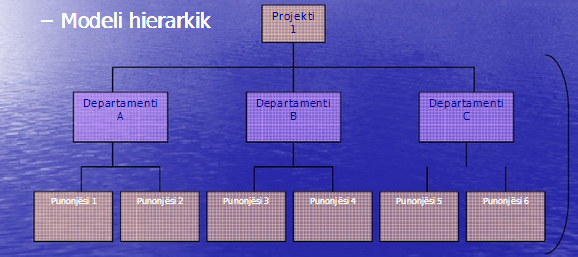 – Modeli hierarkik
Projekti
1
Departamenti
A
Departamenti
B
Departamenti
C
Punonjësi 1
Punonjësi 2
Punonjësi 3
Punonjësi 4
Punonjësi 5
Punonjësi 6